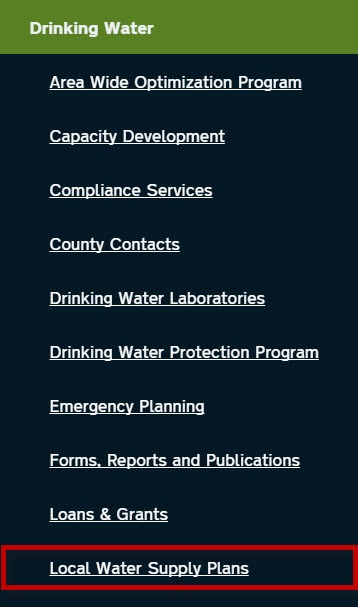 Drinking Water
Area Wide Optimization Program
Capacity Development
Compliance Services
County Contacts
Drinking Water Laboratories
Drinking Water Protection Program
Emergency Planning
Forms, Reports and Publications
Loans & Grants
Local Water Supply Plans